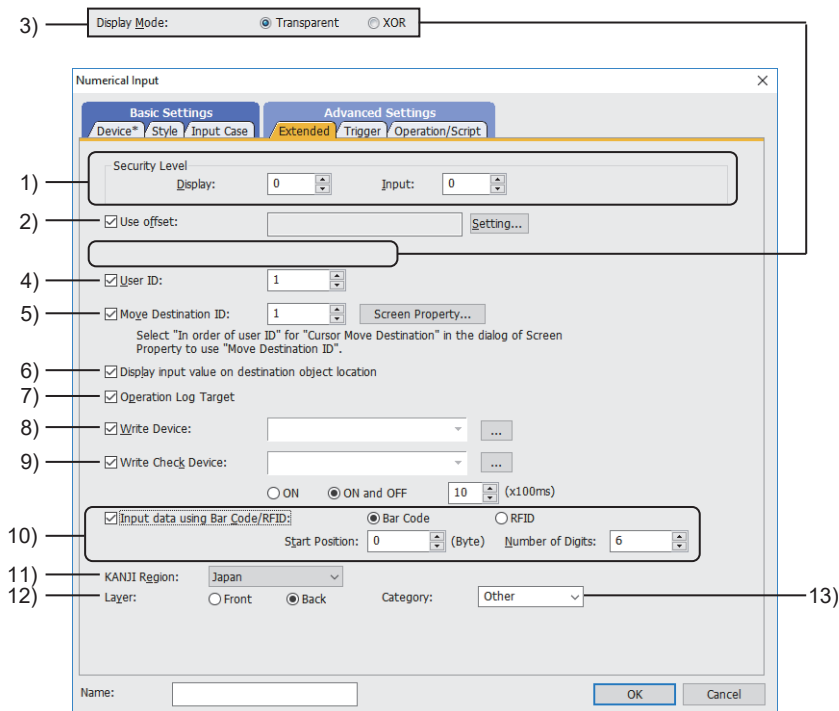 3) Display Mode: Transparent XOR
Numerical Input
Basic Settings Advanced Settings
Device* Style Input Case Extended Trigger Operation/Script
Security Level
1) Display: 0 Input: 0
2) Use offset: Setting...
4) User ID: 1
5) Move Destination ID: 1 Screen Property...
Select "In order of user ID" for "Cursor Move Destination" in the dialog of Screen
Property to use "Move Destination ID".
6) Display input value on destination object location
7) Operation Log Target
8) Write Device: ...
9) Write Check Device: ...
ON ON and OFF 10 (x100ms)
10) Input data using Bar Code/RFID: Bar Code RFID
Start Position: 0 (Byte) Number of Digits: 6
11) KANJI Region: Japan
12) Layer: Front Back Category: Other 13)
Name: OK Cancel